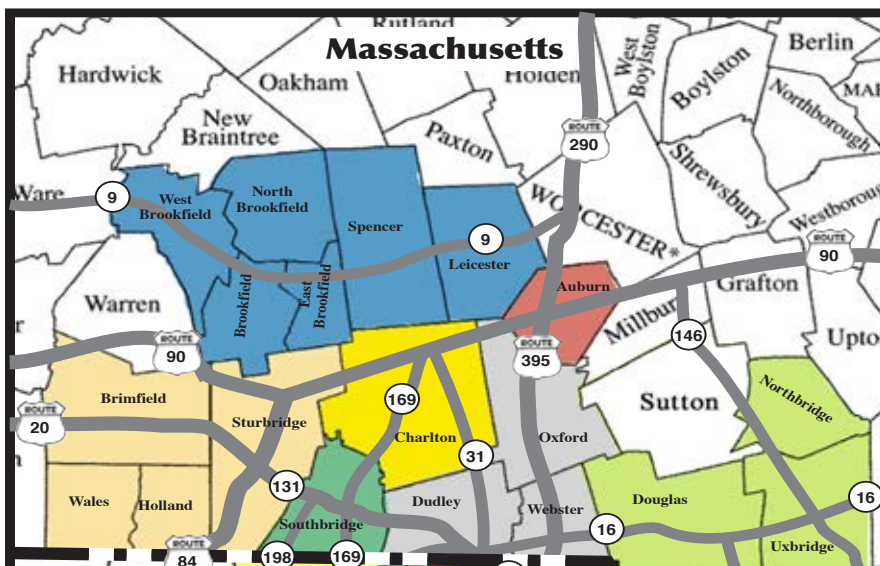 Rutland
Massachusetts
Berlin
West
Boylston
Hardwick
Oakham
Holden
Boylston
Northborough
New
Braintree
Paxton
ROUTE
290
Shrewsbury
Ware
9
West
Brookfield
North
Brookfield
Spencer
WORCESTER*
9
Leicester
ROUTE
90
Auburn
Grafton
Warren
Brookfield
East
Brookfield
146
ROUTE
90
ROUTE
395
Brimfield
169
Sutton
Northbridge
ROUTE
20
Sturbridge
Charlton
Oxford
31
131
Wales
Holland
Dudley
Webster
Douglas
16
16
Southbridge
Uxbridge
84
198
169